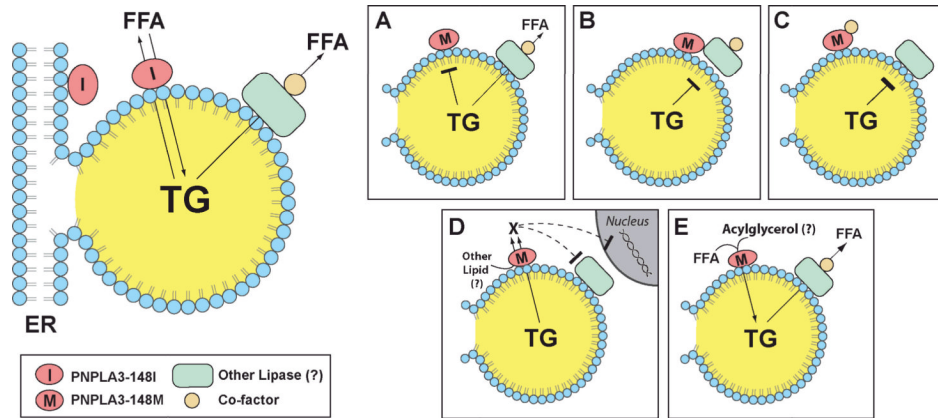 FFA
FFA
I
I
TG
ER
I PNPLA3-148I
M PNPLA3-148M
Other Lipase (?)
Co-factor
A
M
FFA
TG
B
M
TG
C
M
TG
D
X
Nucleus
M
Other
Lipid
(?)
TG
E
Acylglycerol (?)
FFA
FFA
M
TG